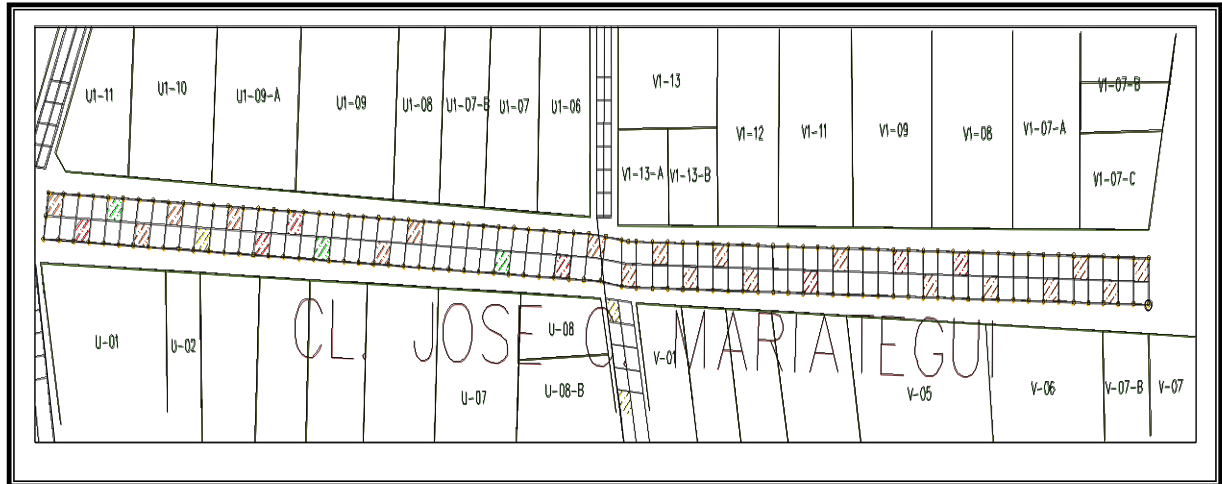 U1-11
U1-10
U1-09-A
U1-09
U1-08
U1-07-B
U1-07
U1-06
V1-13
V1-13-A
V1-13-B
V1-12
V1-11
V1-09
V1-08
V1-07-A
V1-07-B
V1-07-C
CL. JOSE C. MARIATEGUI
U-01
U-02
U-07
U-08
U-08-B
V-01
V-05
V-06
V-07-B
V-07